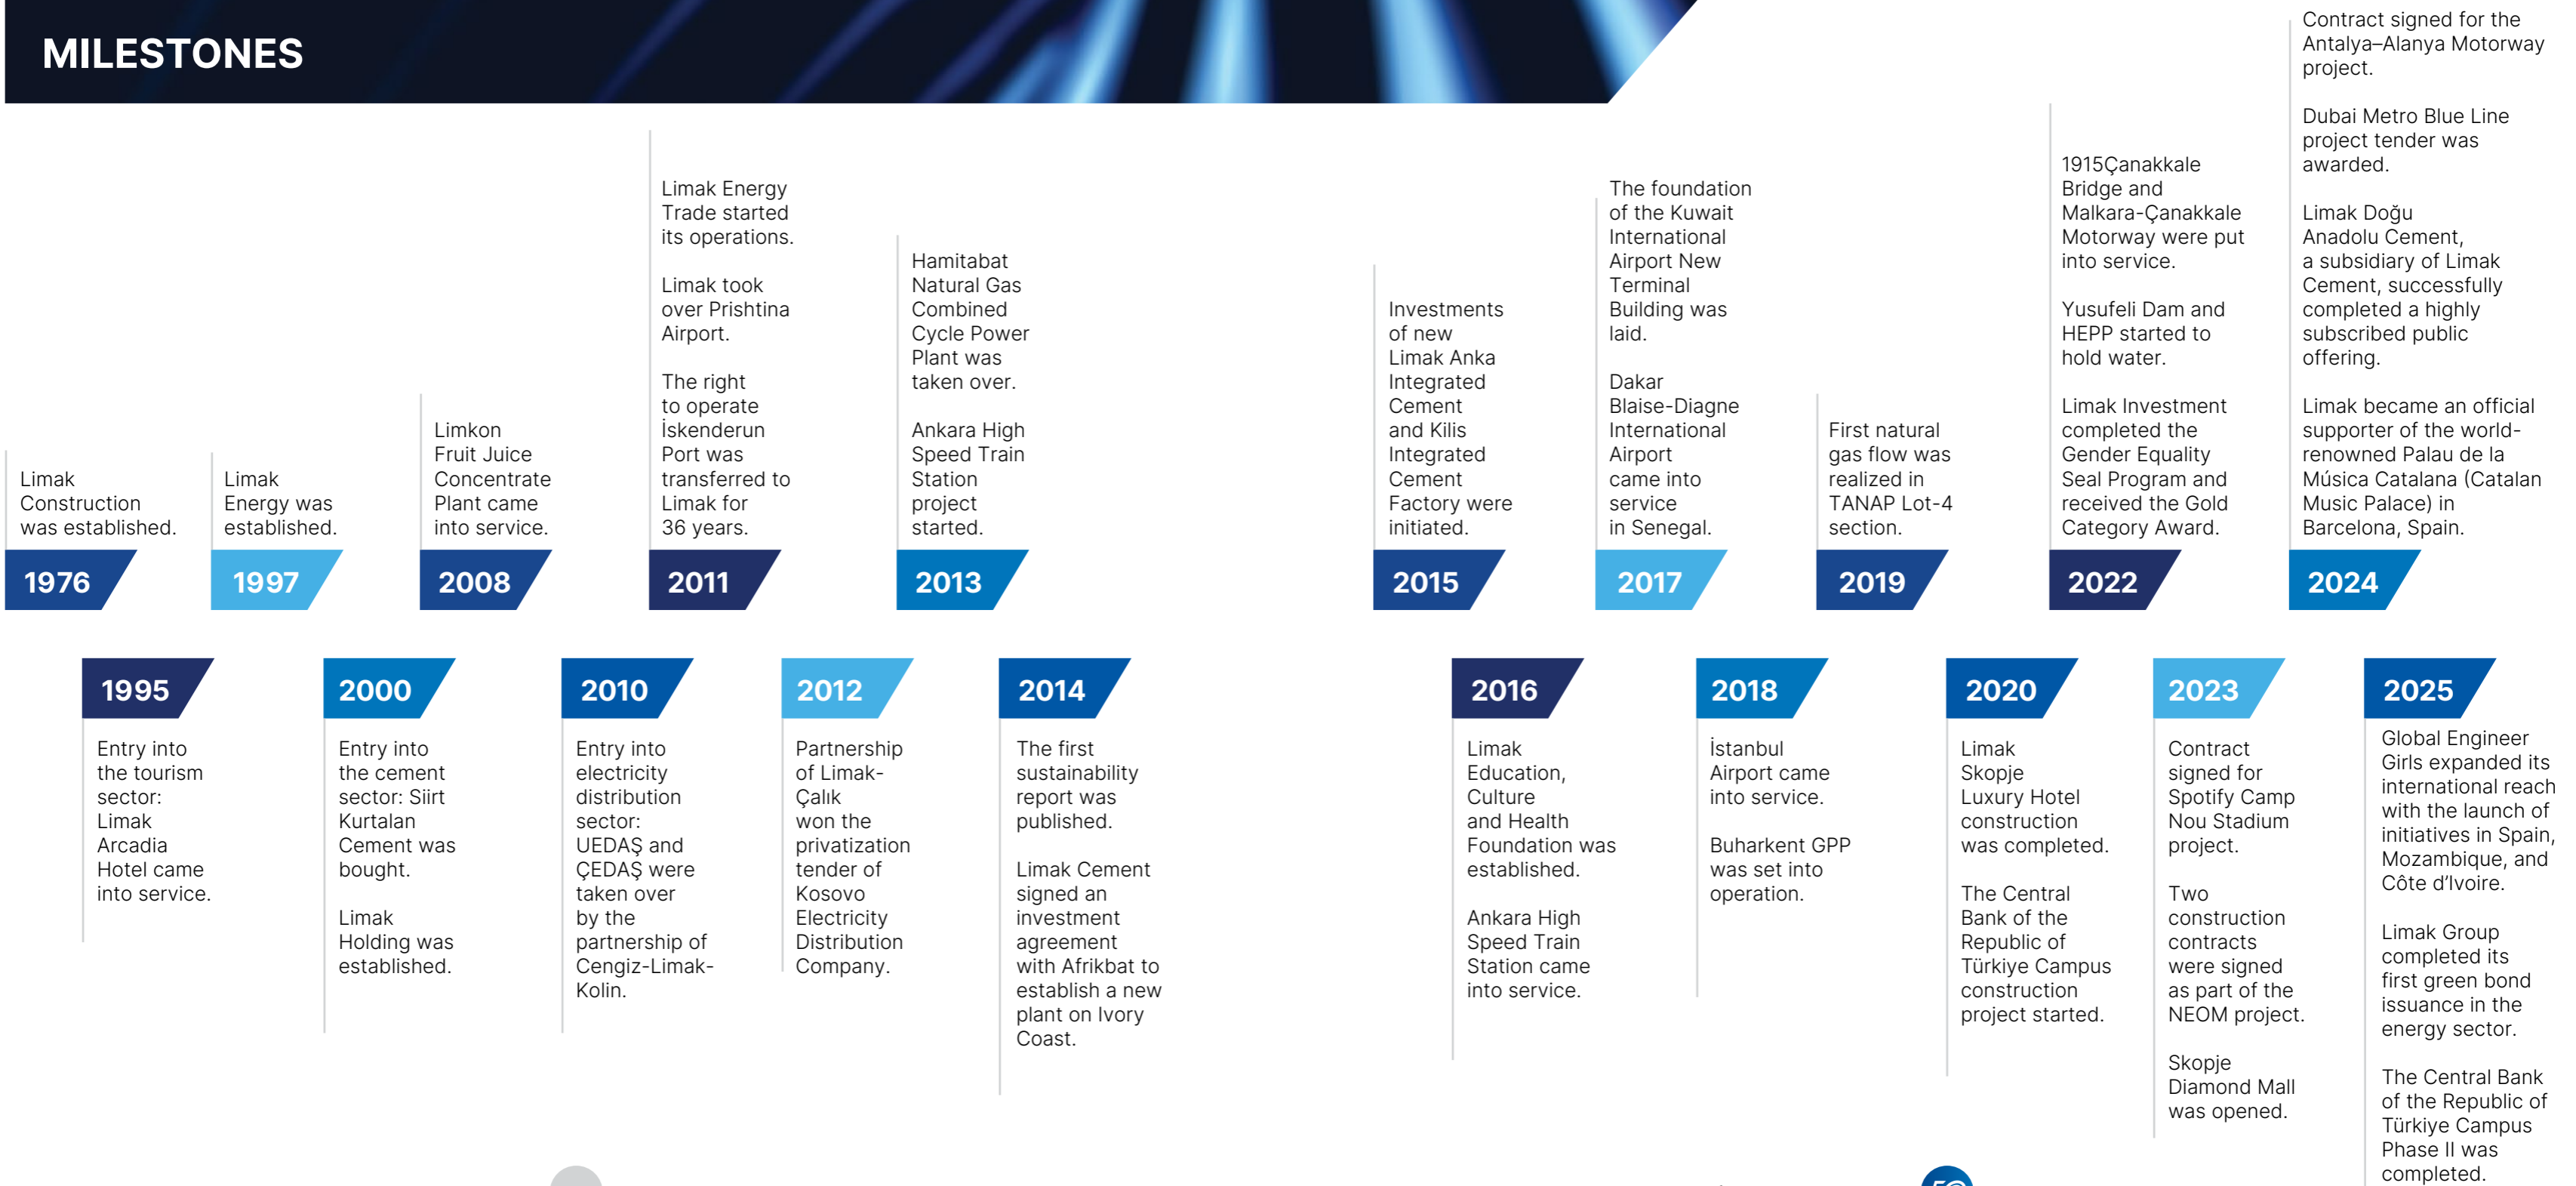 MILESTONES
Limak
Construction
was established.
1976
Entry into
the tourism
sector:
Limak
Arcadia
Hotel came
into service.
1995
Limak
Energy was
established.
1997
Entry into
the cement
sector: Siirt
Kurtalan
Cement was
bought.
Limak
Holding was
established.
2000
Limkon
Fruit Juice
Concentrate
Plant came
into service.
2008
Entry into
electricity
distribution
sector:
UEDAŞ and
ÇEDAŞ were
taken over
by the
partnership of
Cengiz-Limak-
Kolin.
2010
Limak Energy
Trade started
its operations.
Limak took
over Prishtina
Airport.
The right
to operate
İskenderun
Port was
transferred to
Limak for
36 years.
2011
Partnership
of Limak-
Çalık
won the
privatization
tender of
Kosovo
Electricity
Distribution
Company.
2012
Hamitabat
Natural Gas
Combined
Cycle Power
Plant was
taken over.
Ankara High
Speed Train
Station
project
started.
2013
The first
sustainability
report was
published.
Limak Cement
signed an
investment
agreement
with Afrikbat to
establish a new
plant on Ivory
Coast.
2014
Investments
of new
Limak Anka
Integrated
Cement
and Kilis
Integrated
Cement
Factory were
initiated.
2015
Limak
Education,
Culture
and Health
Foundation was
established.
Ankara High
Speed Train
Station came
into service.
2016
The foundation
of the Kuwait
International
Airport New
Terminal
Building was
laid.
Dakar
Blaise-Diagne
International
Airport
came into
service
in Senegal.
2017
İstanbul
Airport came
into service.
Buharkent GPP
was set into
operation.
2018
First natural
gas flow was
realized in
TANAP Lot-4
section.
2019
Limak
Skopje
Luxury Hotel
construction
was completed.
The Central
Bank of the
Republic of
Türkiye Campus
construction
project started.
2020
1915Çanakkale
Bridge and
Malkara-Çanakkale
Motorway were put
into service.
Yusufeli Dam and
HEPP started to
hold water.
Limak Investment
completed the
Gender Equality
Seal Program and
received the Gold
Category Award.
2022
Contract
signed for
Spotify Camp
Nou Stadium
project.
Two
construction
contracts
were signed
as part of the
NEOM project.
Skopje
Diamond Mall
was opened.
2023
Contract signed for the
Antalya–Alanya Motorway
project.
Dubai Metro Blue Line
project tender was
awarded.
Limak Doğu
Anadolu Cement,
a subsidiary of Limak
Cement, successfully
completed a highly
subscribed public
offering.
Limak became an official
supporter of the world-
renowned Palau de la
Música Catalana (Catalan
Music Palace) in
Barcelona, Spain.
2024
Global Engineer
Girls expanded its
international reach
with the launch of
initiatives in Spain,
Mozambique, and
Côte d'Ivoire.
Limak Group
completed its
first green bond
issuance in the
energy sector.
The Central Bank
of the Republic of
Türkiye Campus
Phase II was
completed.
2025